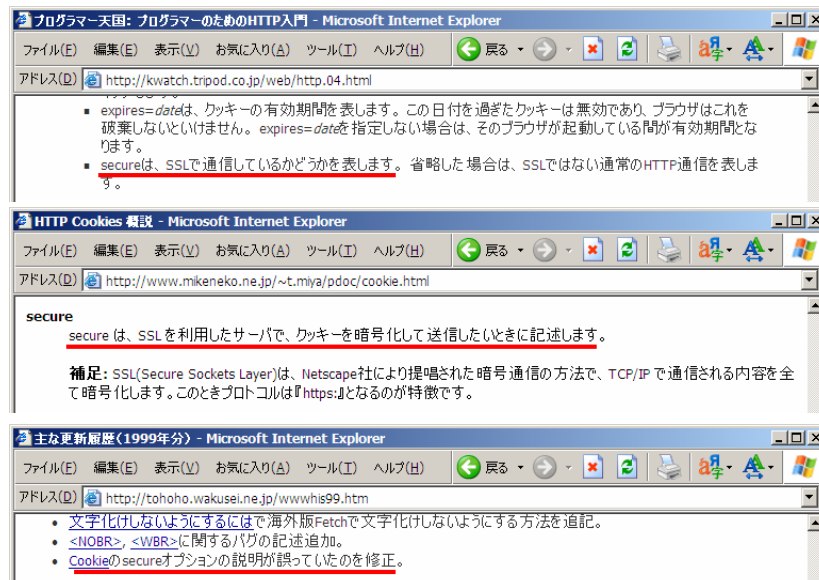 プログラマー天国: プログラマーのためのHTTP入門 - Microsoft Internet Explorer
ファイル(F) 編集(E) 表示(V) お気に入り(A) ツール(T) ヘルプ(H) 戻る
アドレス(D) http://kwatch.tripod.co.jp/web/http.04.html
expires=dateは、クッキーの有効期間を表します。この日付を過ぎたクッキーは無効であり、ブラウザはこれを
破棄しないといけません。expires=dateを指定しない場合は、そのブラウザが起動している間が有効期間とな
ります。
secureは、SSLで通信しているかどうかを表します。省略した場合は、SSLではない通常のHTTP通信を表しま
す。
HTTP Cookies 概説 - Microsoft Internet Explorer
ファイル(F) 編集(E) 表示(V) お気に入り(A) ツール(T) ヘルプ(H) 戻る
アドレス(D) http://www.mikeneko.ne.jp/~t.miya/pdoc/cookie.html
secure
secure は、SSLを利用したサーバで、クッキーを暗号化して送信したいときに記述します。
補足: SSL(Secure Sockets Layer)は、Netscape社により提唱された暗号通信の方法で、TCP/IP で通信される内容を全
て暗号化します。このときプロトコルは『https:』となるのが特徴です。
主な更新履歴(1999年分) - Microsoft Internet Explorer
ファイル(F) 編集(E) 表示(V) お気に入り(A) ツール(T) ヘルプ(H) 戻る
アドレス(D) http://tohoho.wakusei.ne.jp/wwwhis99.htm
文字化けしないようにするにはで海外版Fetchで文字化けしないようにする方法を追記。
<NOBR>, <WBR>に関するバグの記述追加。
Cookieのsecureオプションの説明が誤っていたのを修正。